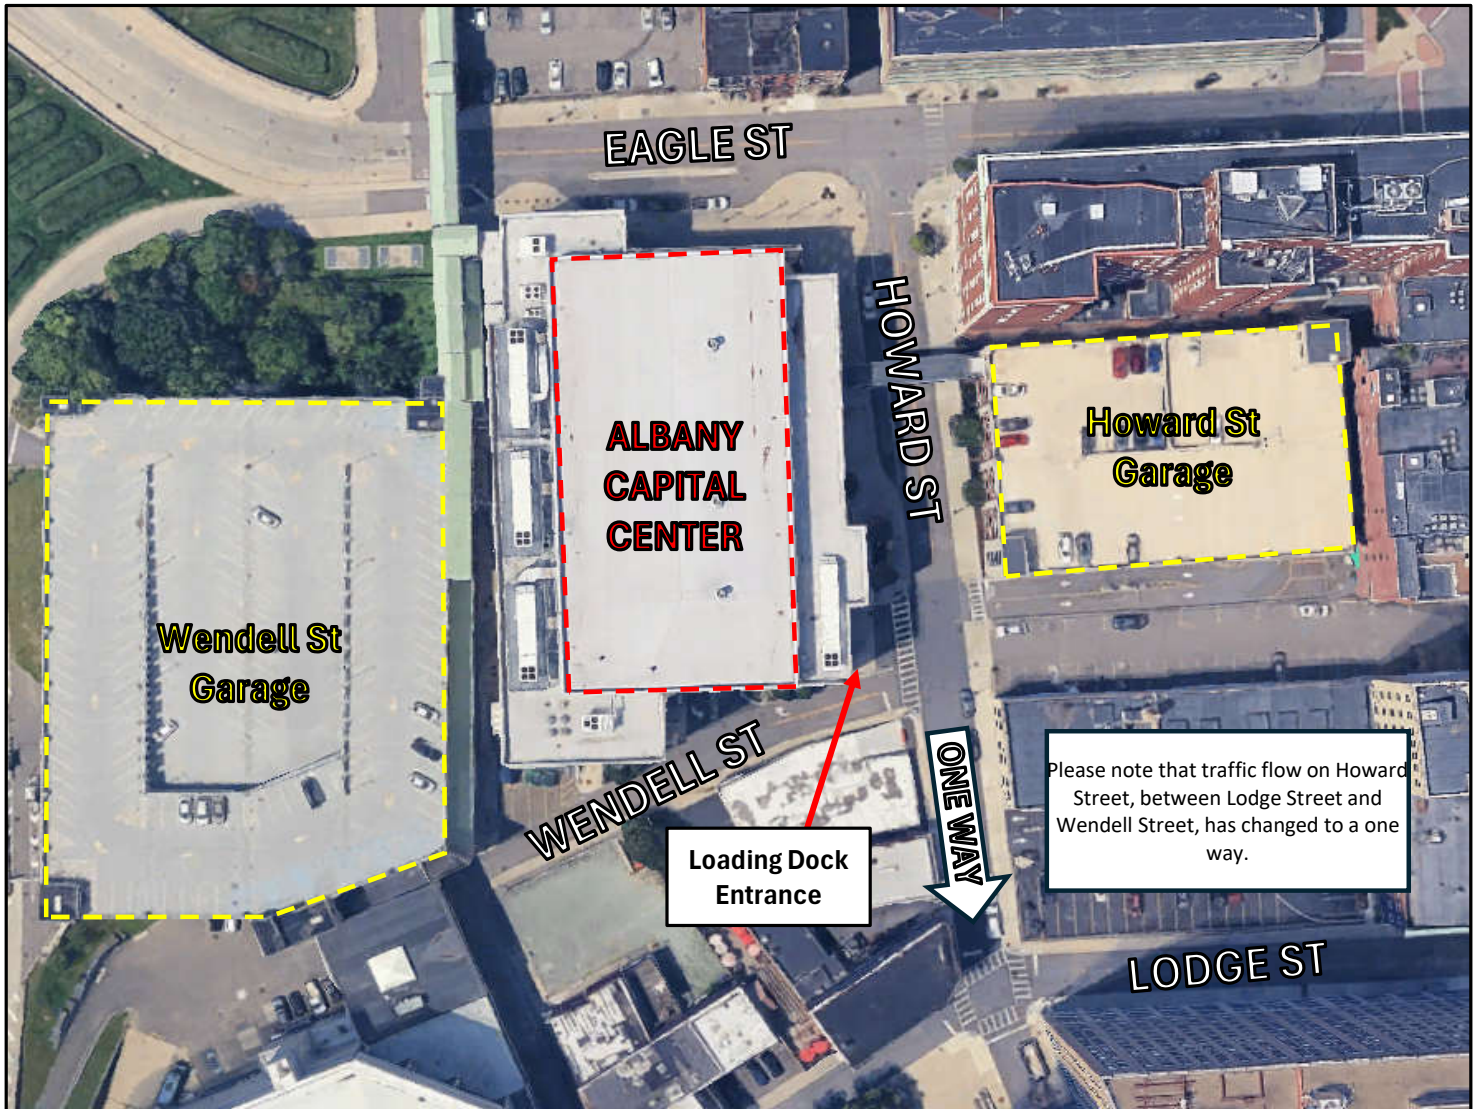 EAGLE ST
HOWARD ST
ALBANY
CAPITAL
CENTER
Howard St
Garage
Wendell St
Garage
WENDELL ST
ONE WAY
Please note that traffic flow on Howard
Street, between Lodge Street and
Wendell Street, has changed to a one
way.
Loading Dock
Entrance
LODGE ST